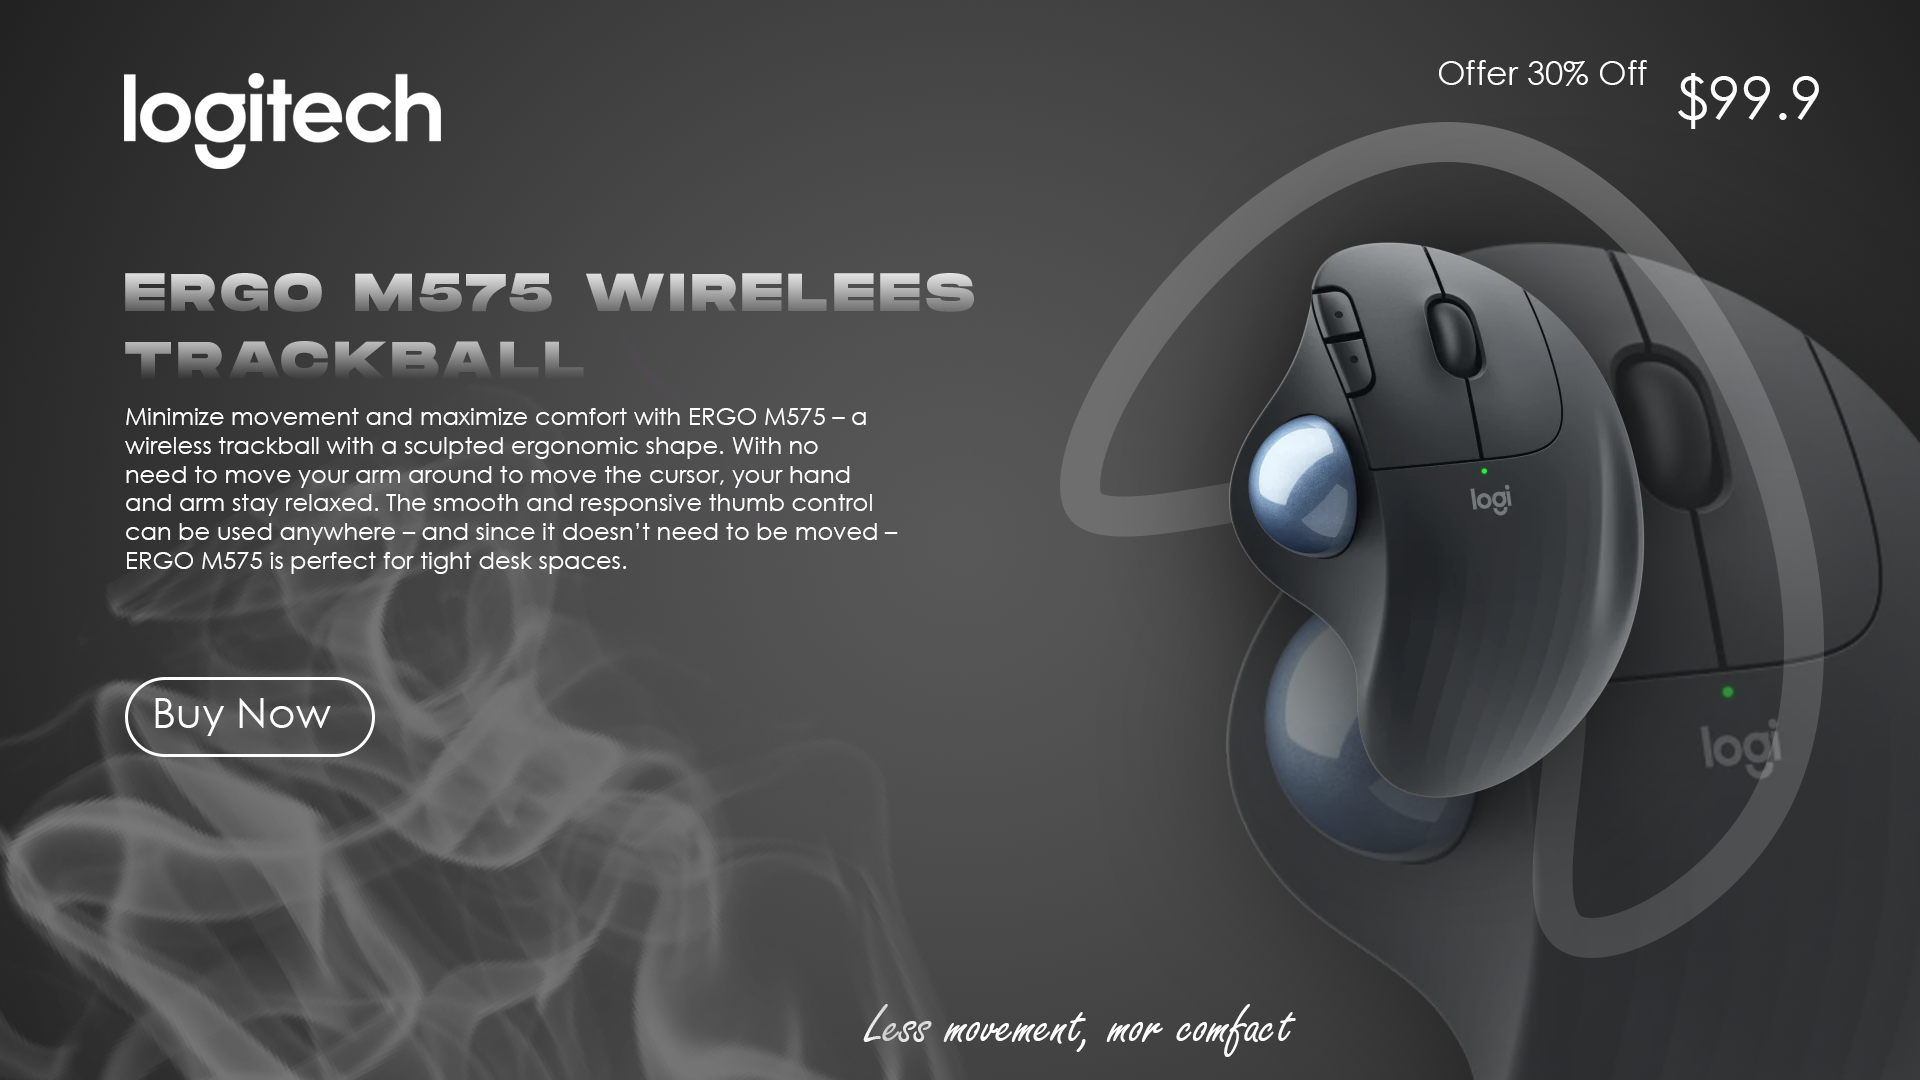 logitech
Offer 30% Off
$99.9
ERGO M575 WIRELEES
TRACKBALL
Minimize movement and maximize comfort with ERGO M575 – a
wireless trackball with a sculpted ergonomic shape. With no
need to move your arm around to move the cursor, your hand
and arm stay relaxed. The smooth and responsive thumb control
can be used anywhere – and since it doesn’t need to be moved –
ERGO M575 is perfect for tight desk spaces.
logi
Buy Now
logi
Less movement, mor comfact